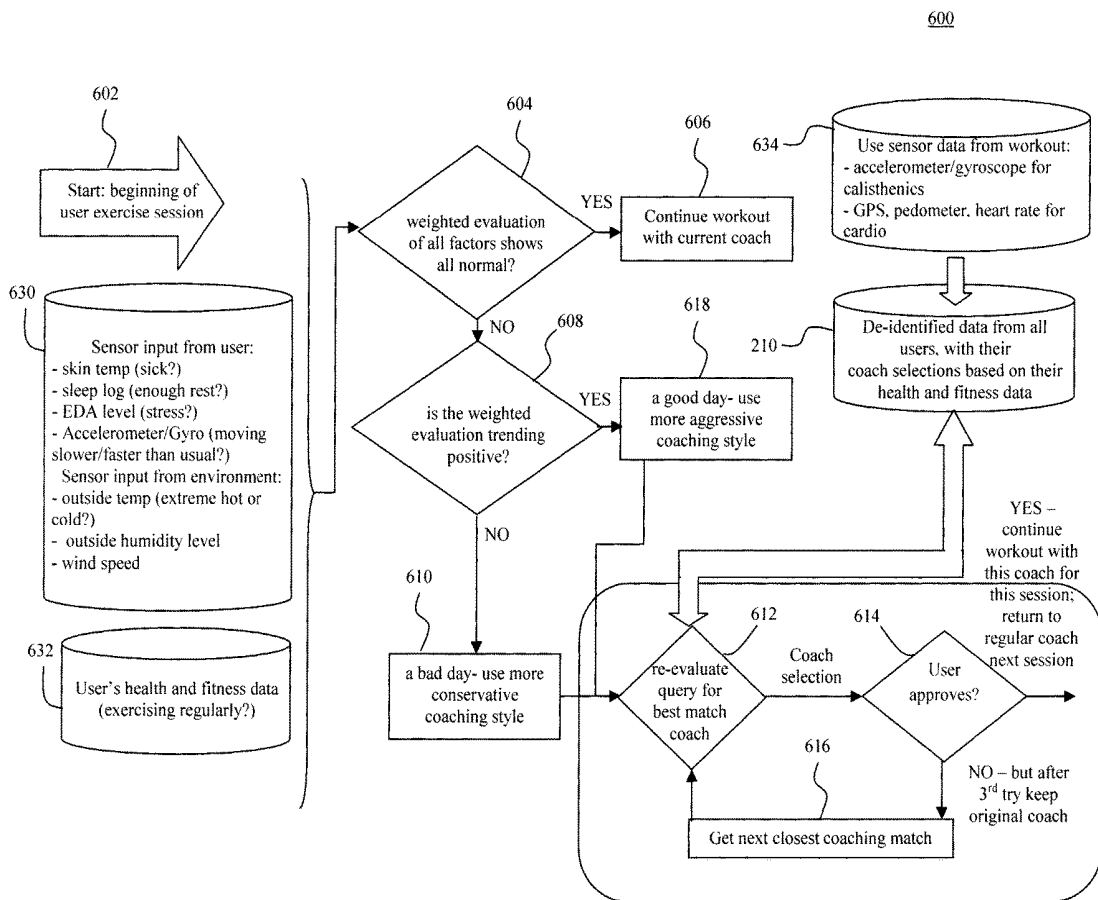 600
602
Start: beginning of
user exercise session
630
Sensor input from user:
- skin temp (sick?)
- sleep log (enough rest?)
- EDA level (stress?)
- Accelerometer/Gyro (moving
slower/faster than usual?)
Sensor input from environment:
- outside temp (extreme hot or
cold?)
- outside humidity level
- wind speed
632
User's health and fitness data
(exercising regularly?)
604
weighted evaluation
of all factors shows
all normal?
YES
606
Continue workout
with current coach
NO
608
is the weighted
evaluation trending
positive?
YES
618
a good day- use
more aggressive
coaching style
NO
610
a bad day- use more
conservative
coaching style
634
Use sensor data from workout:
- accelerometer/gyroscope for
calisthenics
- GPS, pedometer, heart rate for
cardio
210
De-identified data from all
users, with their
coach selections based on their
health and fitness data
612
re-evaluate
query for
best match
coach
Coach
selection
614
User
approves?
YES –
continue
workout with
this coach for
this session;
return to
regular coach
next session
NO – but after
3rd try keep
original coach
616
Get next closest coaching match